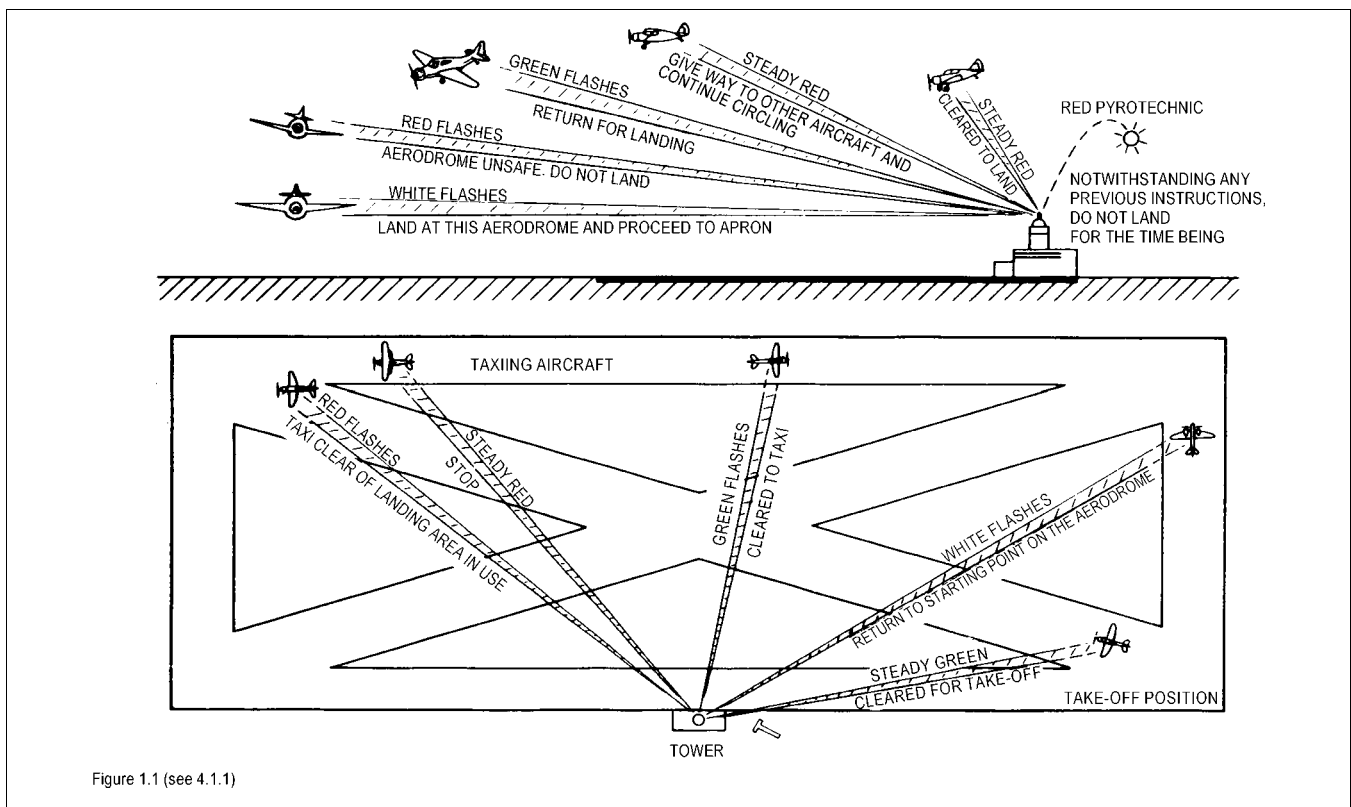 STEADY RED
GIVE WAY TO OTHER AIRCRAFT AND
CONTINUE CIRCLING
GREEN FLASHES
RETURN FOR LANDING
STEADY RED
CLEARED TO LAND
RED PYROTECHNIC
RED FLASHES
AERODROME UNSAFE. DO NOT LAND
WHITE FLASHES
LAND AT THIS AERODROME AND PROCEED TO APRON
NOTWITHSTANDING ANY
PREVIOUS INSTRUCTIONS,
DO NOT LAND
FOR THE TIME BEING
TAXIING AIRCRAFT
RED FLASHES
TAXI CLEAR OF LANDING AREA IN USE
STEADY RED
STOP
GREEN FLASHES
CLEARED TO TAXI
WHITE FLASHES
RETURN TO STARTING POINT ON THE AERODROME
STEADY GREEN
CLEARED FOR TAKE-OFF
TAKE-OFF POSITION
TOWER
Figure 1.1 (see 4.1.1)